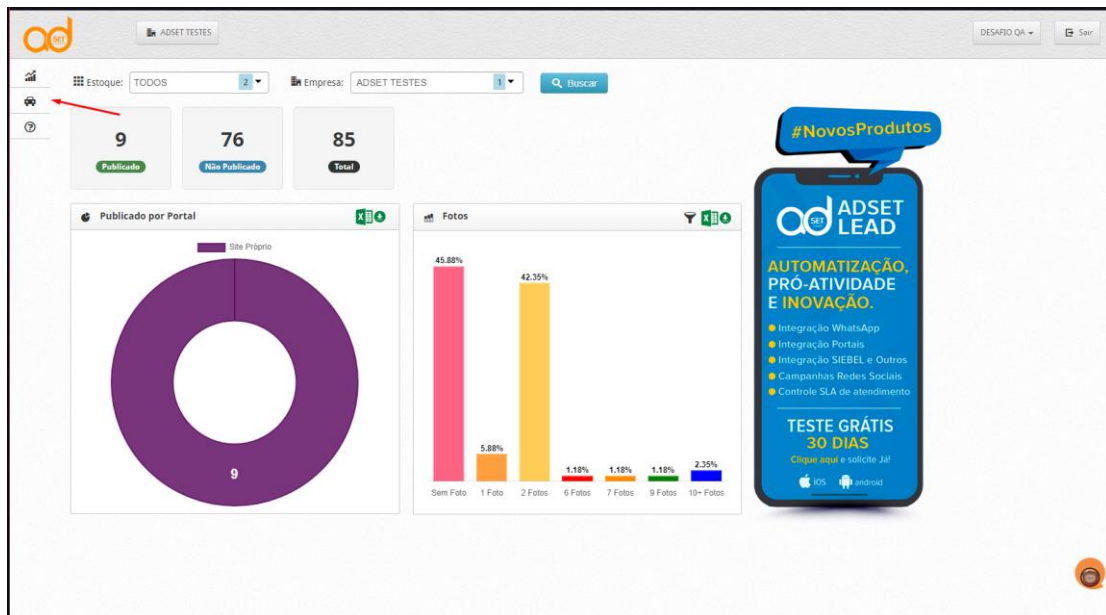 ad SET
ADSET TESTES
DESAFIO QA
Sair
Estoque: TODOS 2
Empresa: ADSET TESTES 1
Buscar
9
Publicado
76
Não Publicado
85
Total
Publicado por Portal
Site Próprio
9
Fotos
45.88%
5.88%
42.35%
1.18%
1.18%
1.18%
2.35%
Sem Foto 1 Foto 2 Fotos 6 Fotos 7 Fotos 9 Fotos 10+ Fotos
#NovosProdutos
ad SET ADSET
LEAD
AUTOMATIZAÇÃO,
PRÓ-ATIVIDADE
E INOVAÇÃO.
Integração WhatsApp
Integração Portais
Integração SIEBEL e Outros
Campanhas Redes Sociais
Controle SLA de atendimento
TESTE GRÁTIS
30 DIAS
Clique aqui e solicite Já!
iOS android